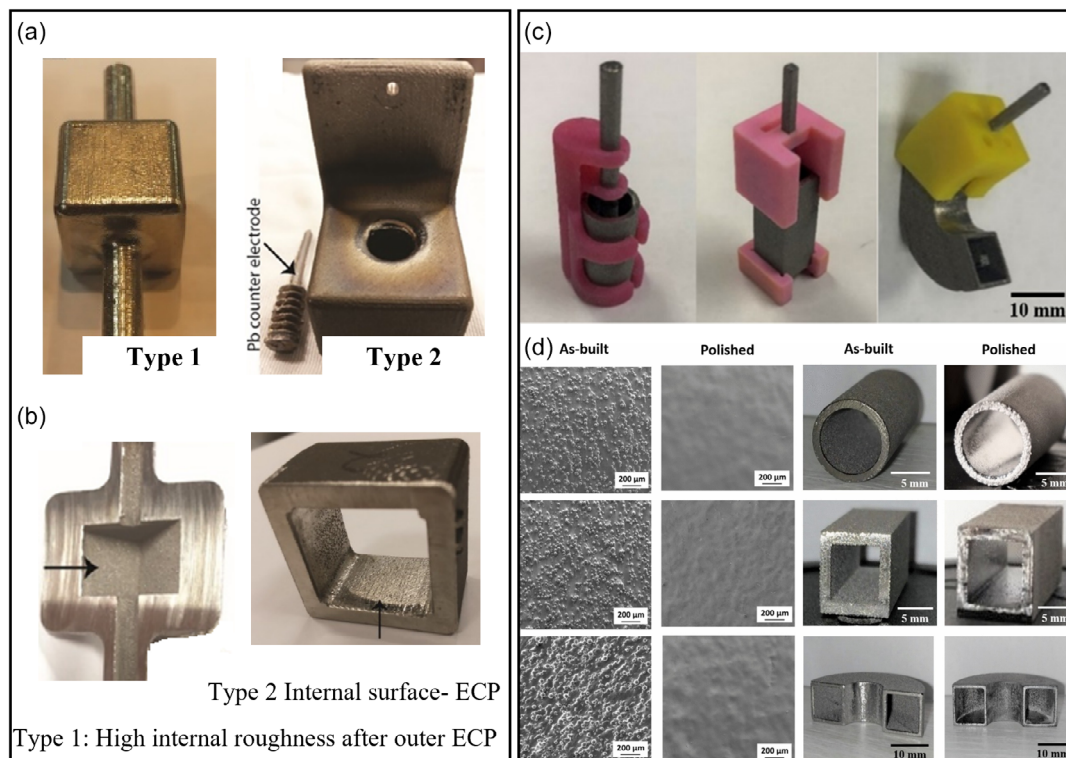 (a)
Pb counter electrode
Type 1
Type 2
(b)
Type 2 Internal surface- ECP
Type 1: High internal roughness after outer ECP
(c)
10 mm
(d)
As-built
Polished
As-built
Polished
200 µm
200 µm
5 mm
5 mm
200 µm
200 µm
5 mm
5 mm
200 µm
200 µm
10 mm
10 mm